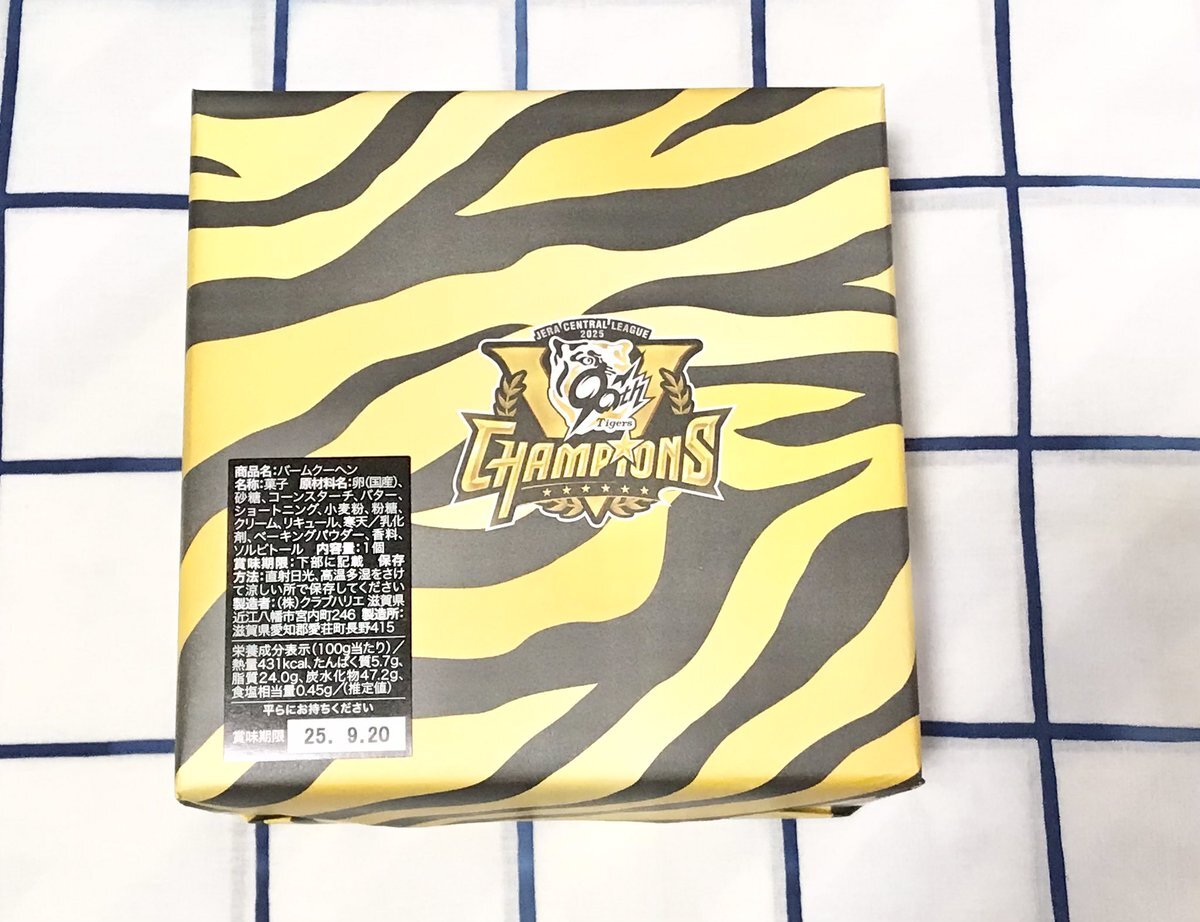 JERA CENTRAL LEAGUE
2025
90th
Tigers
CHAMPIONS
商品名:バームクーヘン
名称:菓子 原材料名:卵(国産)、
砂糖、コーンスターチ、バター、
ショートニング、小麦粉、粉糖、
クリーム、リキュール、寒天/乳化
剤、ベーキングパウダー、香料、
ソルビトール 内容量:1個
賞味期限:下部に記載 保存
方法:直射日光、高温多湿をさけ
て涼しい所で保存してください
製造者:(株)クラブハリエ 滋賀県
近江八幡市宮内町246 製造所:
滋賀県愛知郡愛荘町長野415
栄養成分表示(100g当たり)/
熱量431kcal、たんぱく質5.7g、
脂質24.0g、炭水化物47.2g、
食塩相当量0.45g/(推定値)
平らにお持ちください
賞味期限 25. 9.20